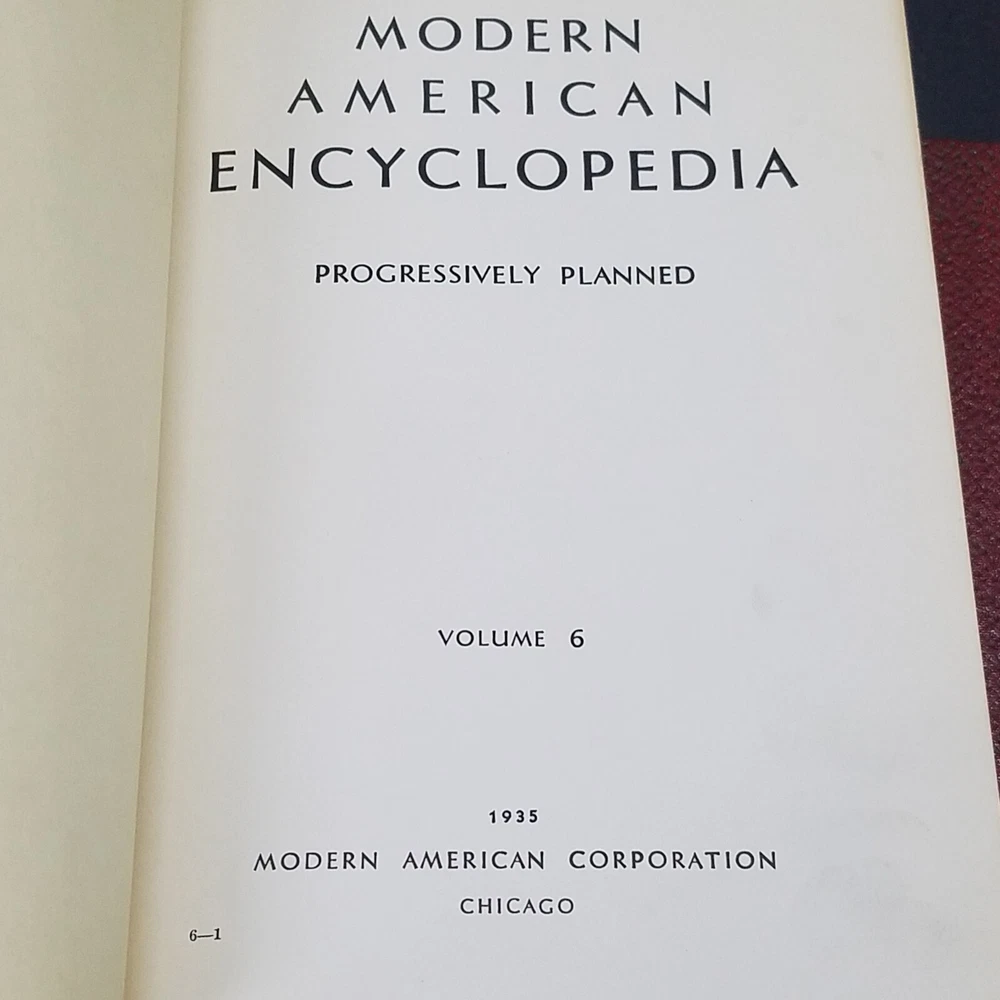 MODERN
AMERICAN
ENCYCLOPEDIA
PROGRESSIVELY PLANNED
VOLUME 6
1935
MODERN AMERICAN CORPORATION
CHICAGO
6—1